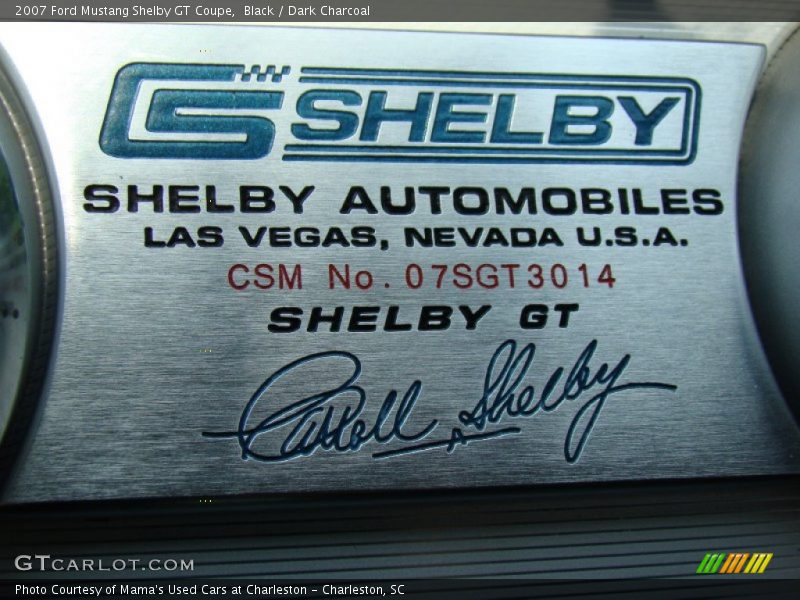 2007 Ford Mustang Shelby GT Coupe,  Black / Dark Charcoal
CS SHELBY
SHELBY AUTOMOBILES
LAS VEGAS, NEVADA U.S.A.
CSM No. 07SGT3014
SHELBY GT
Carroll Shelby
GTCARLOT.COM
Photo Courtesy of Mama's Used Cars at Charleston - Charleston, SC